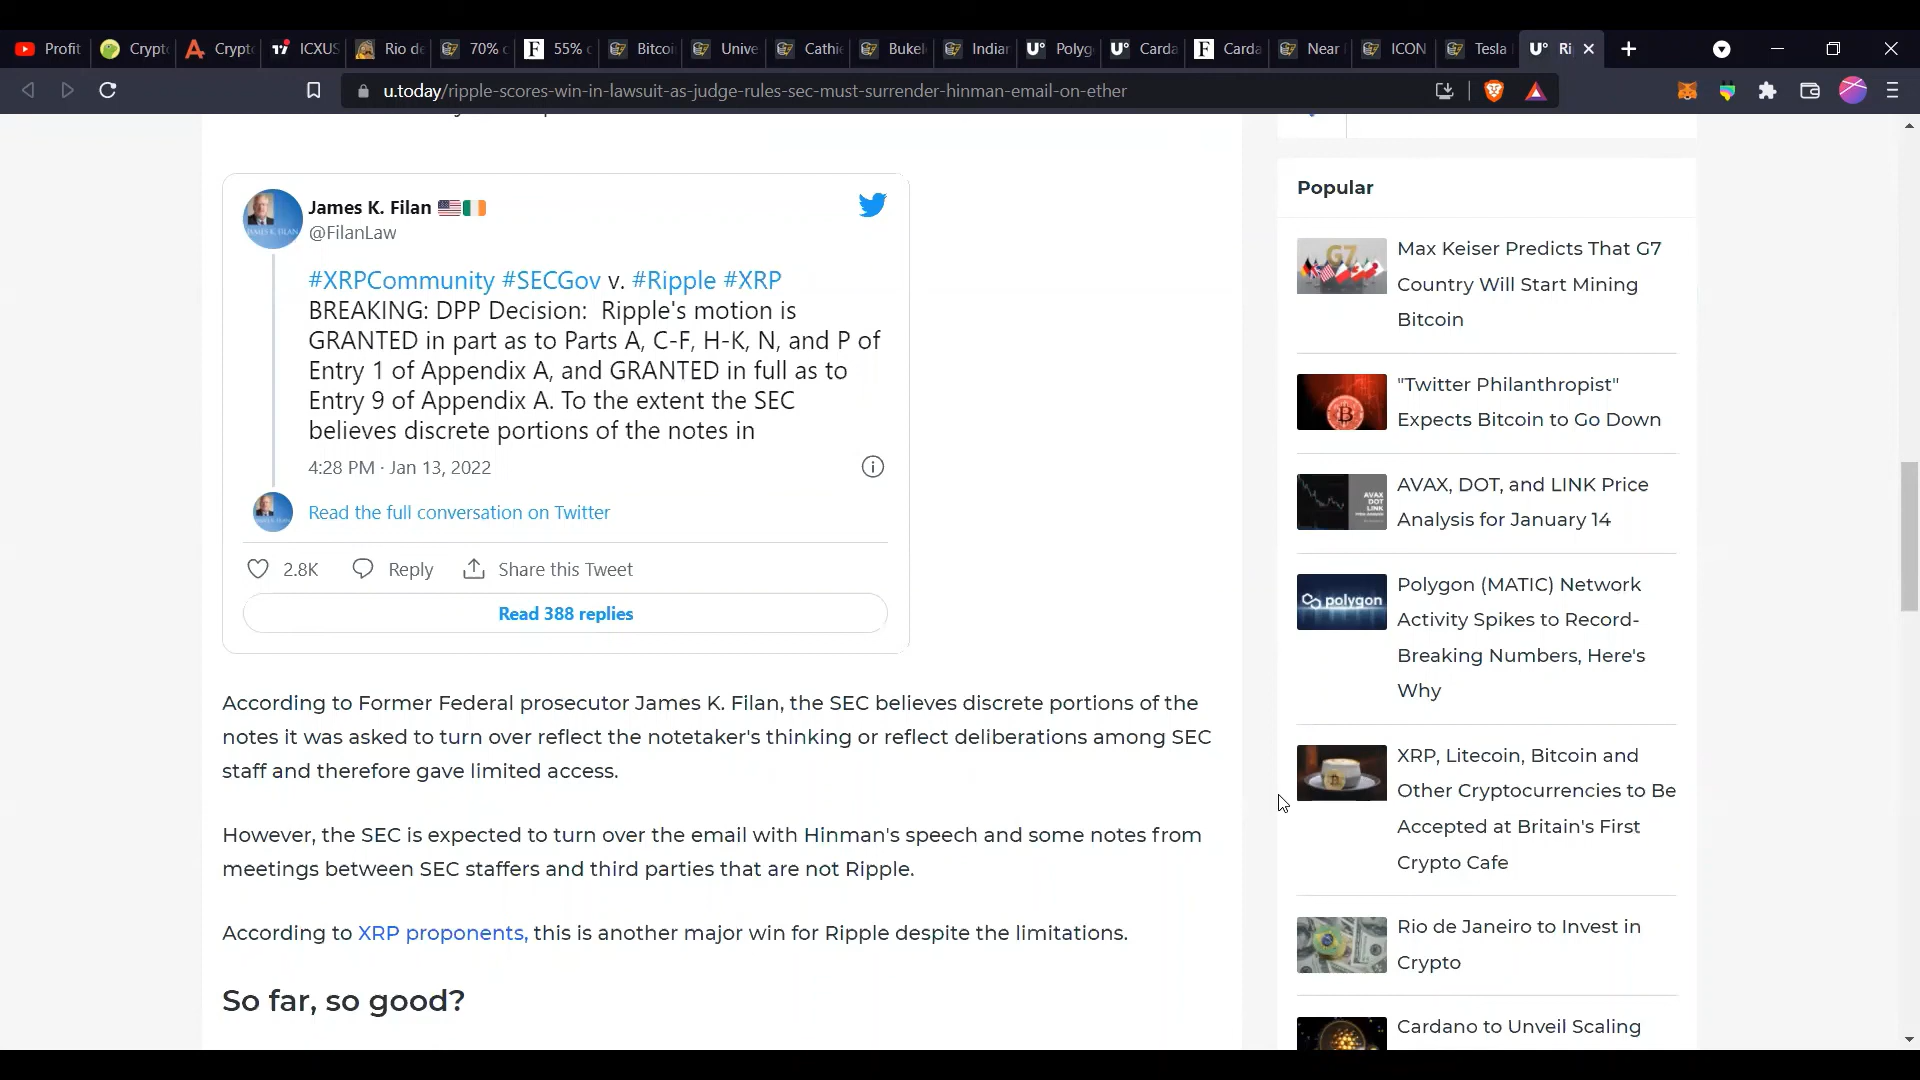 Profit
Crypt
Crypt
ICXUS
Rio de
70% c
55% c
Bitcoi
Unive
Cathi
Bukel
Indian
Polyg
Carda
Carda
Near
ICON
Tesla
Ri
u.today/ripple-scores-win-in-lawsuit-as-judge-rules-sec-must-surrender-hinman-email-on-ether
James K. Filan
@FilanLaw
#XRPCommunity #SECGov v. #Ripple #XRP
BREAKING: DPP Decision: Ripple's motion is
GRANTED in part as to Parts A, C-F, H-K, N, and P of
Entry 1 of Appendix A, and GRANTED in full as to
Entry 9 of Appendix A. To the extent the SEC
believes discrete portions of the notes in
4:28 PM · Jan 13, 2022
Read the full conversation on Twitter
2.8K Reply Share this Tweet
Read 388 replies
According to Former Federal prosecutor James K. Filan, the SEC believes discrete portions of the
notes it was asked to turn over reflect the notetaker's thinking or reflect deliberations among SEC
staff and therefore gave limited access.
However, the SEC is expected to turn over the email with Hinman's speech and some notes from
meetings between SEC staffers and third parties that are not Ripple.
According to XRP proponents, this is another major win for Ripple despite the limitations.
So far, so good?
Popular
G7
Max Keiser Predicts That G7
Country Will Start Mining
Bitcoin
"Twitter Philanthropist"
Expects Bitcoin to Go Down
AVAX
DOT
LINK
AVAX, DOT, and LINK Price
Analysis for January 14
polygon
Polygon (MATIC) Network
Activity Spikes to Record-
Breaking Numbers, Here's
Why
XRP, Litecoin, Bitcoin and
Other Cryptocurrencies to Be
Accepted at Britain's First
Crypto Cafe
Rio de Janeiro to Invest in
Crypto
Cardano to Unveil Scaling